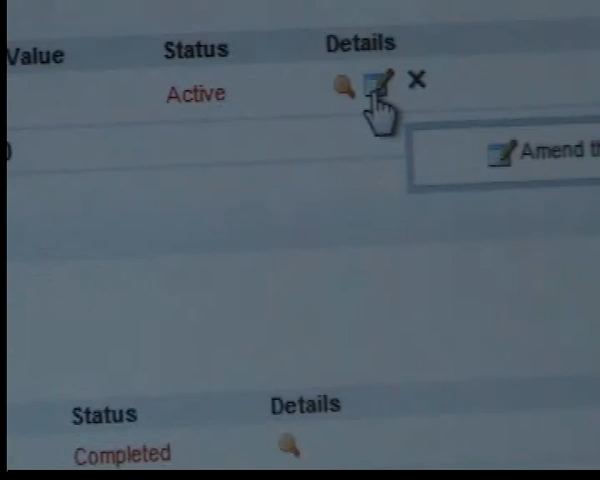 Value Status Details
Active
Amend
Status Details
Completed